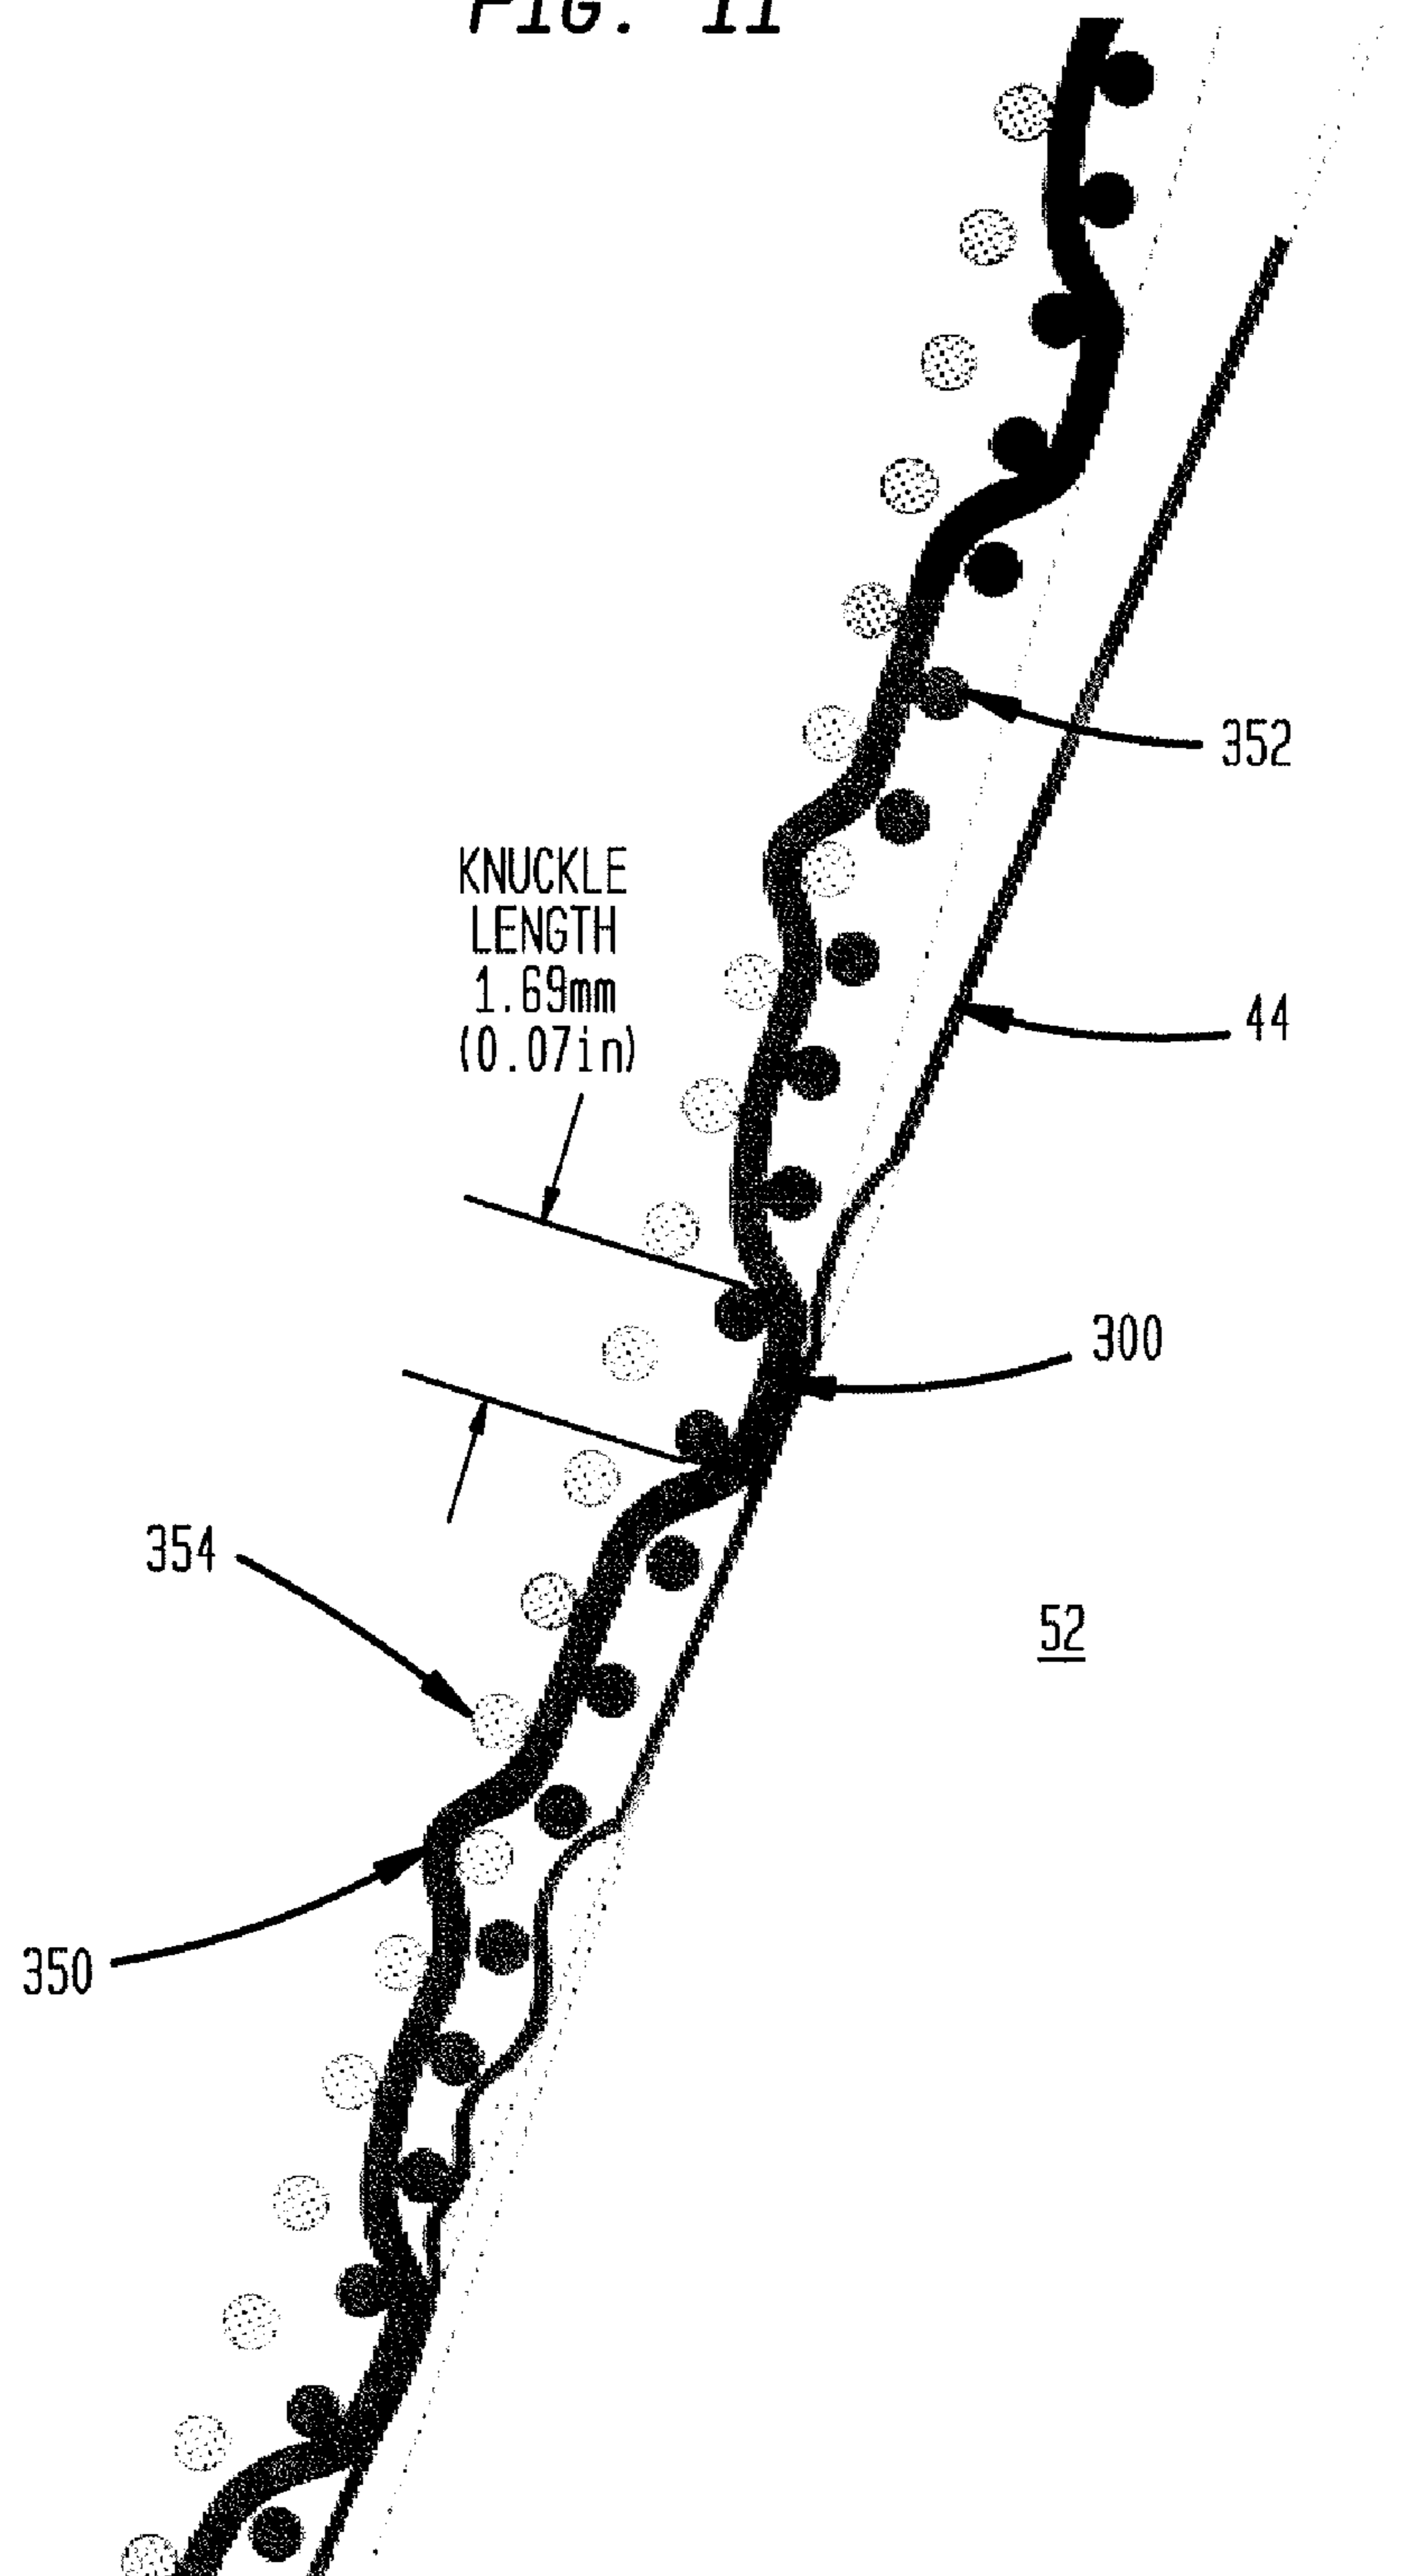 FIG. 11
352
KNUCKLE
LENGTH
1.69mm
(0.07in)
44
300
354
52
350